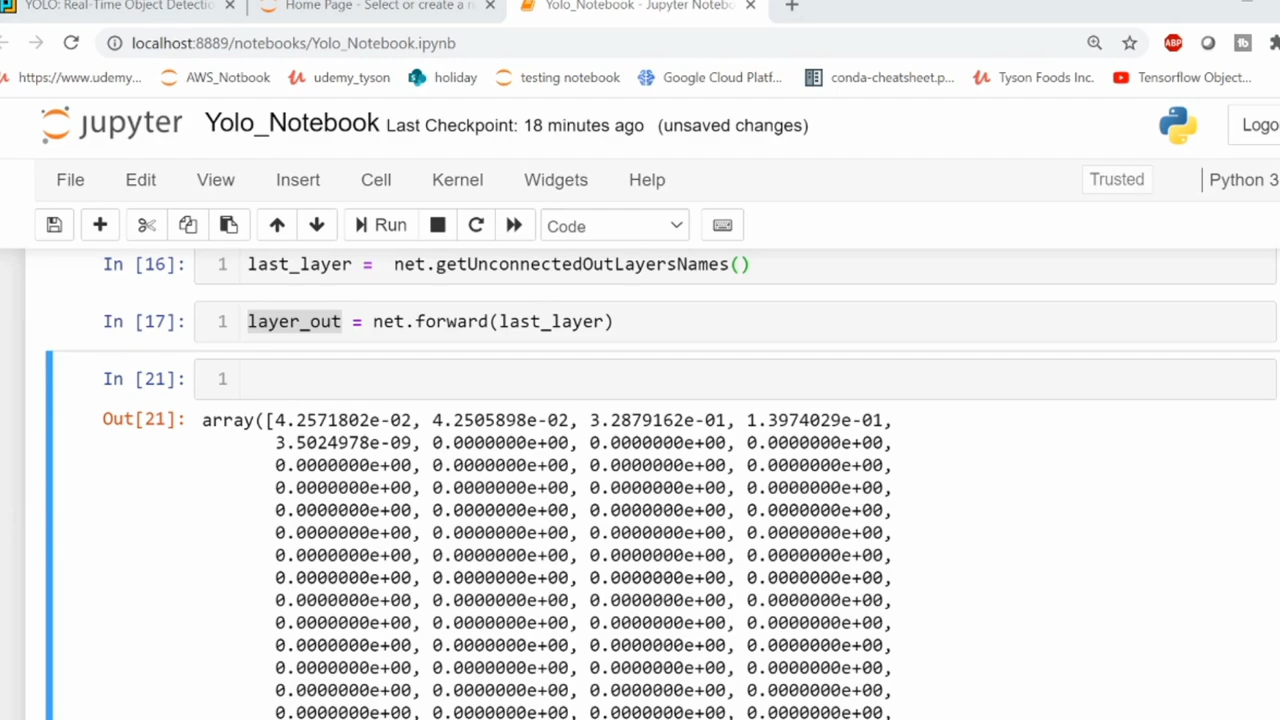 YOLO: Real-Time Object Detectio
Home Page - Select or create a n
Yolo_Notebook - Jupyter Notebo
localhost:8889/notebooks/Yolo_Notebook.ipynb
ABP
https://www.udemy...
AWS_Notbook
udemy_tyson
holiday
testing notebook
Google Cloud Platf...
conda-cheatsheet.p...
Tyson Foods Inc.
Tensorflow Object...
jupyter Yolo_Notebook Last Checkpoint: 18 minutes ago (unsaved changes)
Logo
File Edit View Insert Cell Kernel Widgets Help
Trusted
Python 3
Run
Code
In [16]: 1 last_layer =  net.getUnconnectedOutLayersNames()
In [17]: 1 layer_out = net.forward(last_layer)
In [21]: 1
Out[21]: array([4.2571802e-02, 4.2505898e-02, 3.2879162e-01, 1.3974029e-01,
3.5024978e-09, 0.0000000e+00, 0.0000000e+00, 0.0000000e+00,
0.0000000e+00, 0.0000000e+00, 0.0000000e+00, 0.0000000e+00,
0.0000000e+00, 0.0000000e+00, 0.0000000e+00, 0.0000000e+00,
0.0000000e+00, 0.0000000e+00, 0.0000000e+00, 0.0000000e+00,
0.0000000e+00, 0.0000000e+00, 0.0000000e+00, 0.0000000e+00,
0.0000000e+00, 0.0000000e+00, 0.0000000e+00, 0.0000000e+00,
0.0000000e+00, 0.0000000e+00, 0.0000000e+00, 0.0000000e+00,
0.0000000e+00, 0.0000000e+00, 0.0000000e+00, 0.0000000e+00,
0.0000000e+00, 0.0000000e+00, 0.0000000e+00, 0.0000000e+00,
0.0000000e+00, 0.0000000e+00, 0.0000000e+00, 0.0000000e+00,
0.0000000e+00, 0.0000000e+00, 0.0000000e+00, 0.0000000e+00,
0.0000000e+00, 0.0000000e+00, 0.0000000e+00, 0.0000000e+00,
0.0000000e+00, 0.0000000e+00, 0.0000000e+00, 0.0000000e+00,